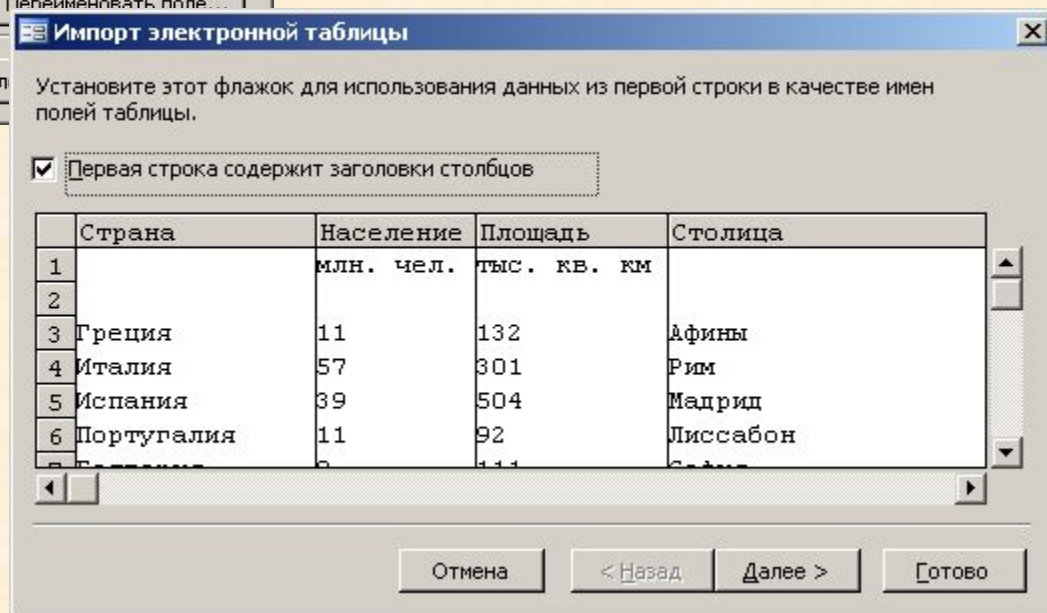 Переименовать поле...
Импорт электронной таблицы
Установите этот флажок для использования данных из первой строки в качестве имен
полей таблицы.
Первая строка содержит заголовки столбцов
Страна Население Площадь Столица
1 млн. чел. тыс. кв. км
2
3 Греция 11 132 Афины
4 Италия 57 301 Рим
5 Испания 39 504 Мадрид
6 Португалия 11 92 Лиссабон
Отмена < Назад Далее > Готово